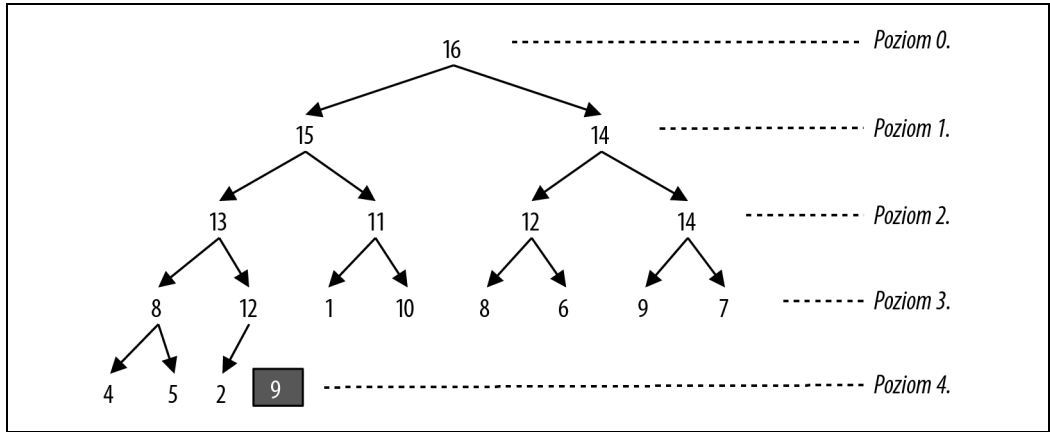 16 Poziom 0.
15 14 Poziom 1.
13 11 12 14 Poziom 2.
8 12 1 10 8 6 9 7 Poziom 3.
4 5 2 9 Poziom 4.